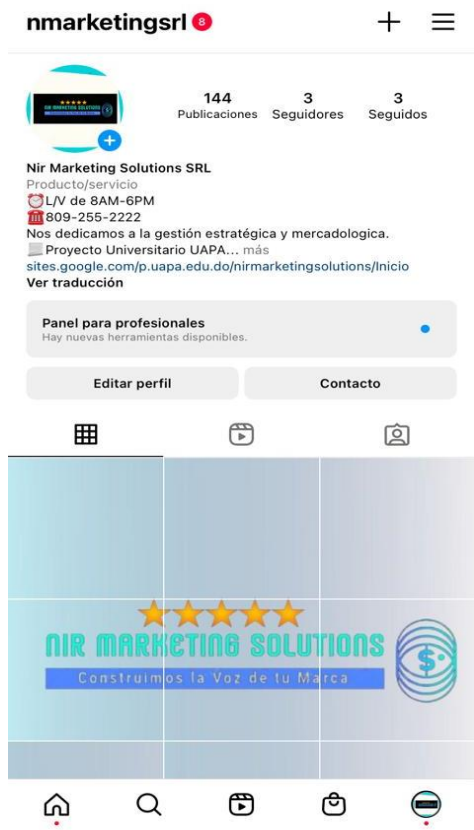 nmarketingsrl 8
144 3 3
Publicaciones Seguidores Seguidos
NIR MARKETING SOLUTIONS
Nir Marketing Solutions SRL
Producto/servicio
L/V de 8AM-6PM
809-255-2222
Nos dedicamos a la gestión estratégica y mercadologica.
Proyecto Universitario UAPA... más
sites.google.com/p.uapa.edu.do/nirmarketingsolutions/Inicio
Ver traducción
Panel para profesionales
Hay nuevas herramientas disponibles.
Editar perfil Contacto
NIR MARKETING SOLUTIONS
Construimos la Voz de tu Marca